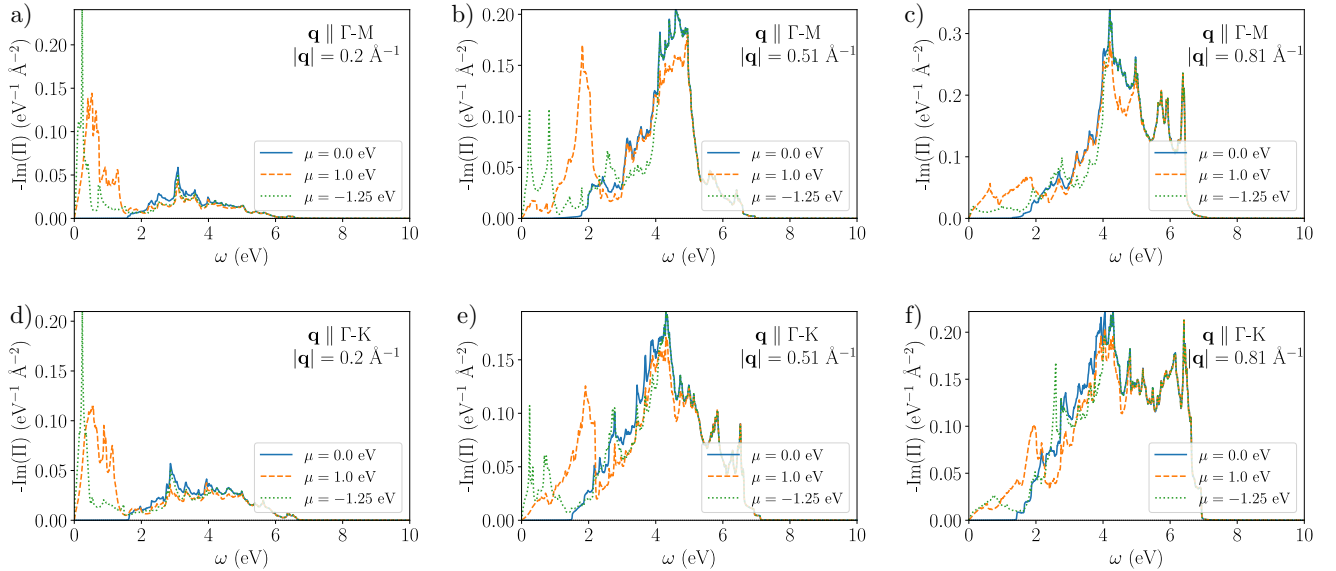 a)
q ∥ Γ-M
|q| = 0.2 Å⁻¹
-Im(Π) (eV⁻¹ Å⁻²)
0.20
0.15
0.10
0.05
0.00
μ = 0.0 eV
μ = 1.0 eV
μ = −1.25 eV
0 2 4 6 8 10
ω (eV)
b)
q ∥ Γ-M
|q| = 0.51 Å⁻¹
-Im(Π) (eV⁻¹ Å⁻²)
0.20
0.15
0.10
0.05
0.00
μ = 0.0 eV
μ = 1.0 eV
μ = −1.25 eV
0 2 4 6 8 10
ω (eV)
c)
q ∥ Γ-M
|q| = 0.81 Å⁻¹
-Im(Π) (eV⁻¹ Å⁻²)
0.3
0.2
0.1
0.0
μ = 0.0 eV
μ = 1.0 eV
μ = −1.25 eV
0 2 4 6 8 10
ω (eV)
d)
q ∥ Γ-K
|q| = 0.2 Å⁻¹
-Im(Π) (eV⁻¹ Å⁻²)
0.20
0.15
0.10
0.05
0.00
μ = 0.0 eV
μ = 1.0 eV
μ = −1.25 eV
0 2 4 6 8 10
ω (eV)
e)
q ∥ Γ-K
|q| = 0.51 Å⁻¹
-Im(Π) (eV⁻¹ Å⁻²)
0.15
0.10
0.05
0.00
μ = 0.0 eV
μ = 1.0 eV
μ = −1.25 eV
0 2 4 6 8 10
ω (eV)
f)
q ∥ Γ-K
|q| = 0.81 Å⁻¹
-Im(Π) (eV⁻¹ Å⁻²)
0.20
0.15
0.10
0.05
0.00
μ = 0.0 eV
μ = 1.0 eV
μ = −1.25 eV
0 2 4 6 8 10
ω (eV)